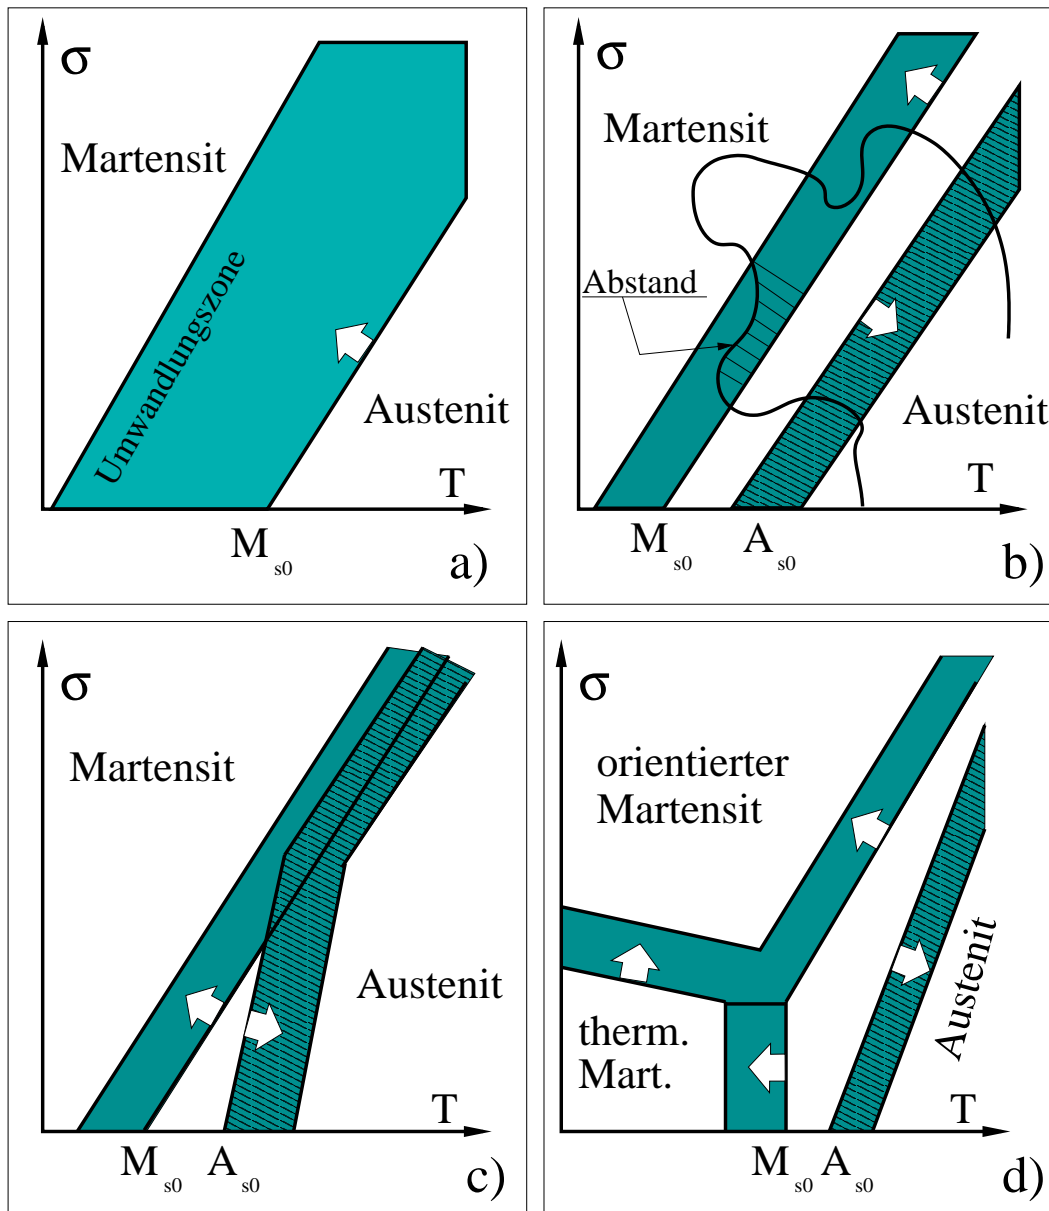 σ
Martensit
Umwandlungszone
Austenit
T
M s0
a)
σ
Martensit
Abstand
Austenit
T
M s0
A s0
b)
σ
Martensit
Austenit
T
M s0
A s0
c)
σ
orientierter
Martensit
Austenit
therm.
Mart.
T
M s0
A s0
d)